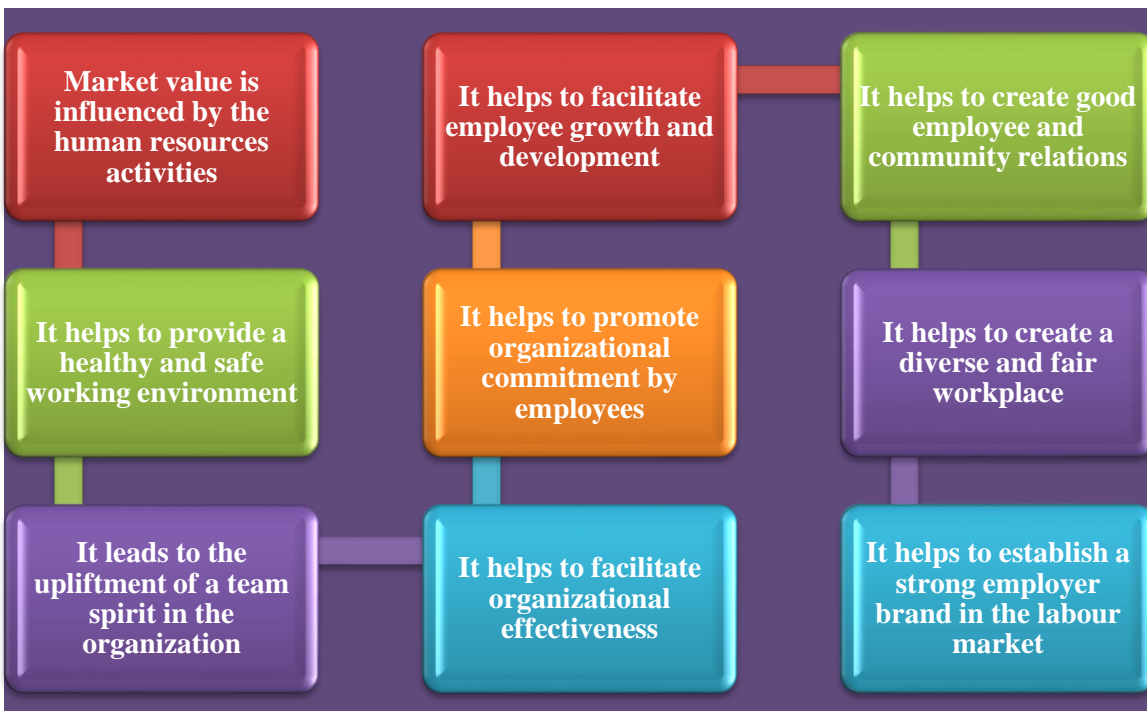 Market value is
influenced by the
human resources
activities
It helps to provide a
healthy and safe
working environment
It leads to the
upliftment of a team
spirit in the
organization
It helps to facilitate
organizational
effectiveness
It helps to promote
organizational
commitment by
employees
It helps to facilitate
employee growth and
development
It helps to create good
employee and
community relations
It helps to create a
diverse and fair
workplace
It helps to establish a
strong employer
brand in the labour
market